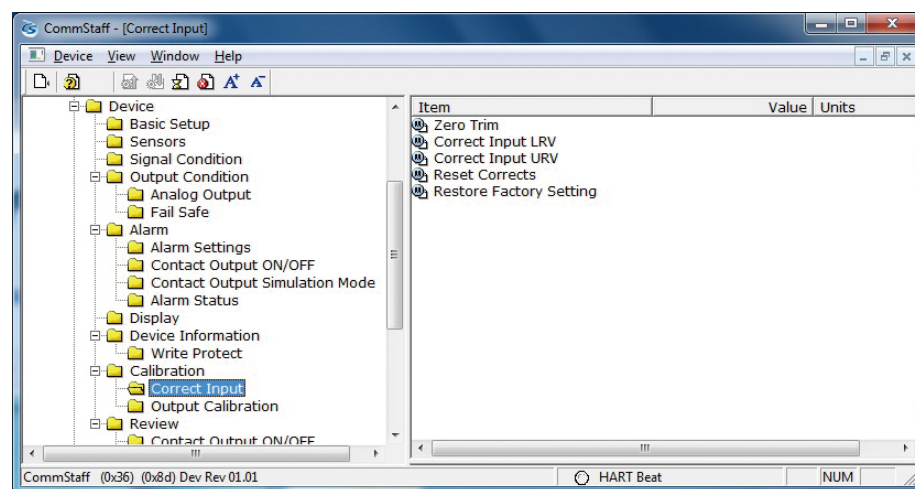 CommStaff - [Correct Input]
Device View Window Help
Device
Basic Setup
Sensors
Signal Condition
Output Condition
Analog Output
Fail Safe
Alarm
Alarm Settings
Contact Output ON/OFF
Contact Output Simulation Mode
Alarm Status
Display
Device Information
Write Protect
Calibration
Correct Input
Output Calibration
Review
Contact Output ON/OFF
Item Value Units
Zero Trim
Correct Input LRV
Correct Input URV
Reset Corrects
Restore Factory Setting
CommStaff (0x36) (0x8d) Dev Rev 01.01 HART Beat NUM